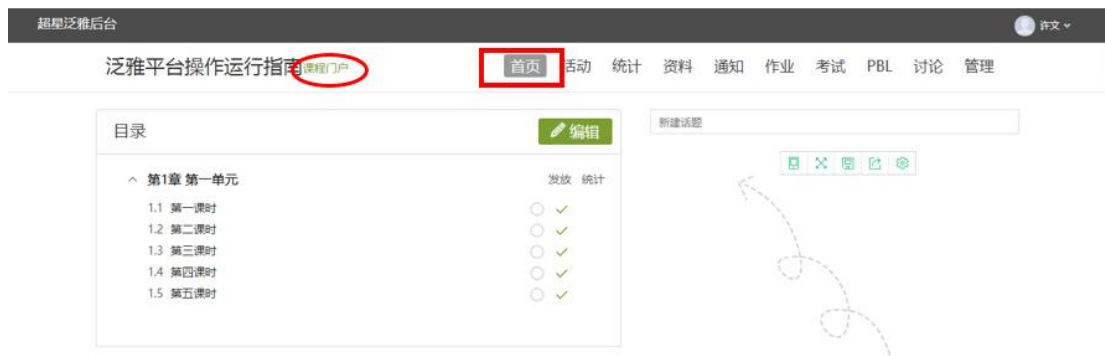 超星泛雅后台 许文
泛雅平台操作运行指南 课程门户 首页 活动 统计 资料 通知 作业 考试 PBL 讨论 管理
目录 编辑
新建话题
第1章 第一单元 发放 统计
1.1 第一课时
1.2 第二课时
1.3 第三课时
1.4 第四课时
1.5 第五课时